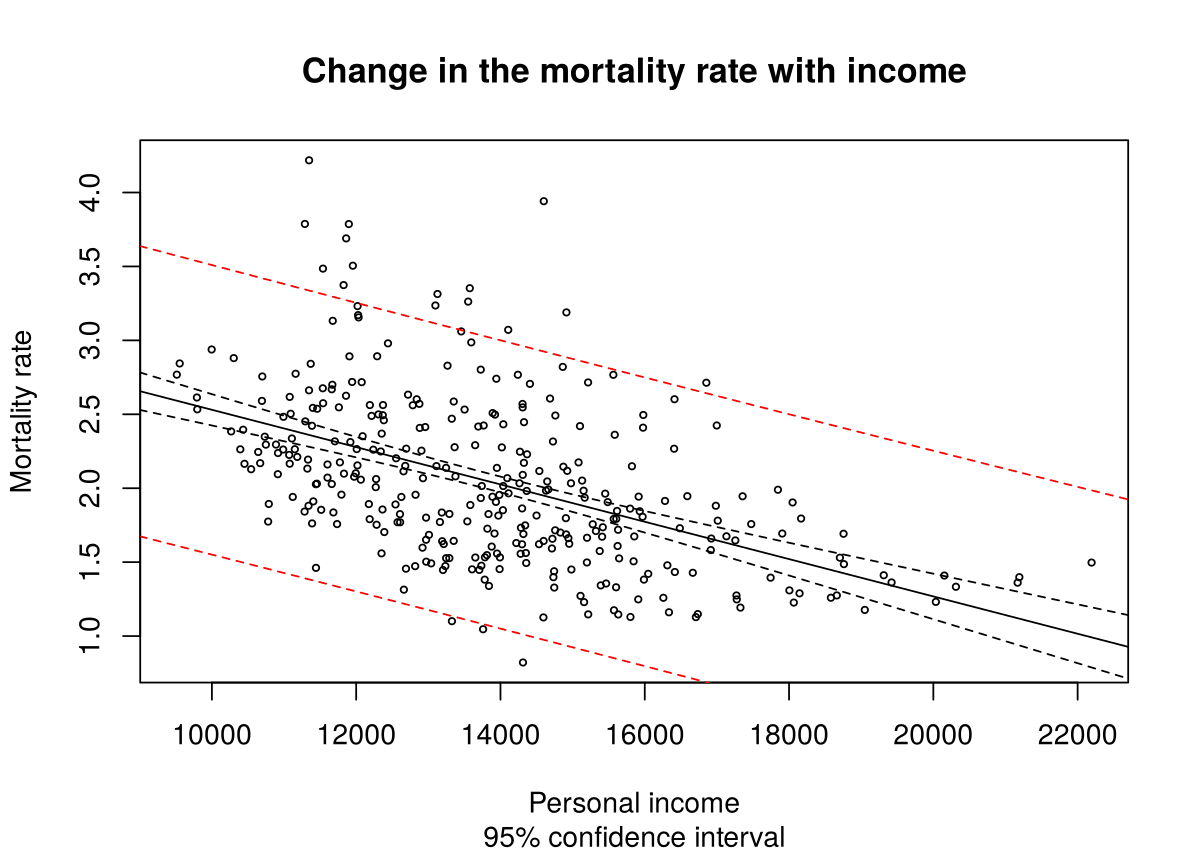 Change in the mortality rate with income
Mortality rate
4.0
3.5
3.0
2.5
2.0
1.5
1.0
10000 12000 14000 16000 18000 20000 22000
Personal income
95% confidence interval